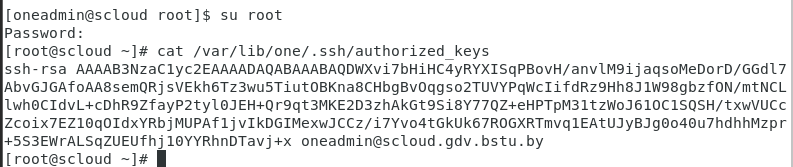 [oneadmin@scloud root]$ su root
Password:
[root@scloud ~]# cat /var/lib/one/.ssh/authorized_keys
ssh-rsa AAAAB3NzaC1yc2EAAAADAQABAAABAQDWXvi7bHiHC4yRYXISqPBovH/anvlM9ijaqsoMeDorD/GGdl7
AbvGJGAfoAA8semQRjsVEkh6Tz3wu5TiutOBKna8CHbgBvOqgso2TUVYPqWcIifdRz9Hh8J1W98gbzfON/mtNCL
lwh0CIdvL+cDhR9ZfayP2tyl0JEH+Qr9qt3MKE2D3zhAkGt9Si8Y77QZ+eHPTpM31tzWoJ61OC1SQSH/txwVUCc
Zcoix7EZ10qOIdxYRbjMUPAf1jvIkDGIMexwJCCz/i7Yvo4tGkUk67ROGXRTmvq1EAtUJyBJg0o40u7hdhhMzpr
+5S3EWrALSqZUEUfhj10YYRhnDTavj+x oneadmin@scloud.gdv.bstu.by
[root@scloud ~]#